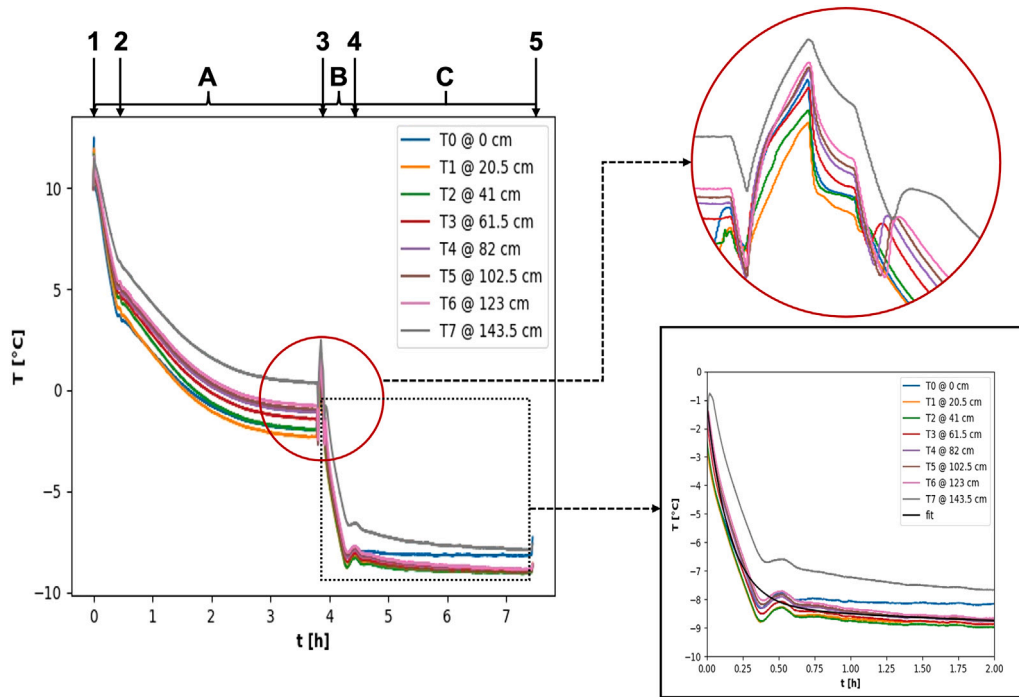 1 2 3 4 5
A B C
T [°C]
10
5
0
−5
−10
0 1 2 3 4 5 6 7
t [h]
T0 @ 0 cm
T1 @ 20.5 cm
T2 @ 41 cm
T3 @ 61.5 cm
T4 @ 82 cm
T5 @ 102.5 cm
T6 @ 123 cm
T7 @ 143.5 cm
T [°C]
0
−1
−2
−3
−4
−5
−6
−7
−8
−9
−10
0.00 0.25 0.50 0.75 1.00 1.25 1.50 1.75 2.00
t [h]
T0 @ 0 cm
T1 @ 20.5 cm
T2 @ 41 cm
T3 @ 61.5 cm
T4 @ 82 cm
T5 @ 102.5 cm
T6 @ 123 cm
T7 @ 143.5 cm
fit